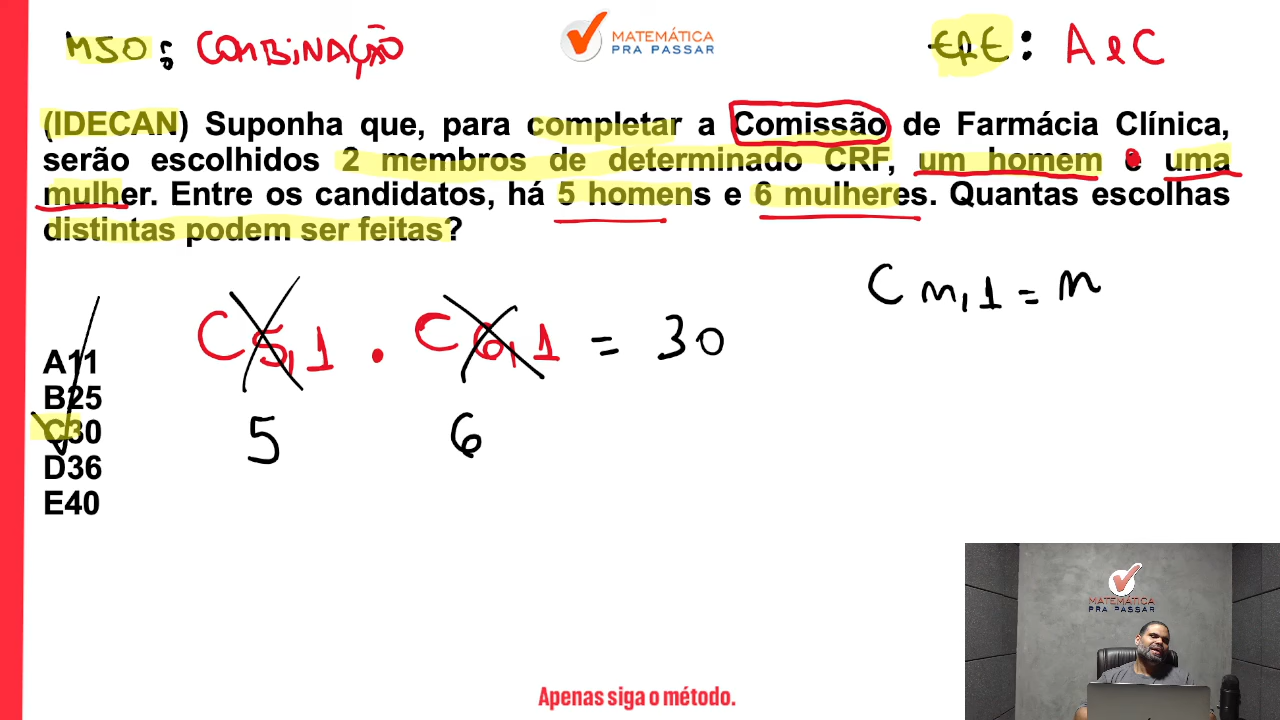 MSO: COMBINAÇÃO
MATEMÁTICA
PRA PASSAR
: A e C
(IDECAN) Suponha que, para completar a Comissão de Farmácia Clínica,
serão escolhidos 2 membros de determinado CRF, um homem e uma
mulher. Entre os candidatos, há 5 homens e 6 mulheres. Quantas escolhas
distintas podem ser feitas?
C n,1 = n
C 5,1 . C 6,1 = 30
5 6
A11
B25
C30
D36
E40
MATEMÁTICA
PRA PASSAR
Apenas siga o método.